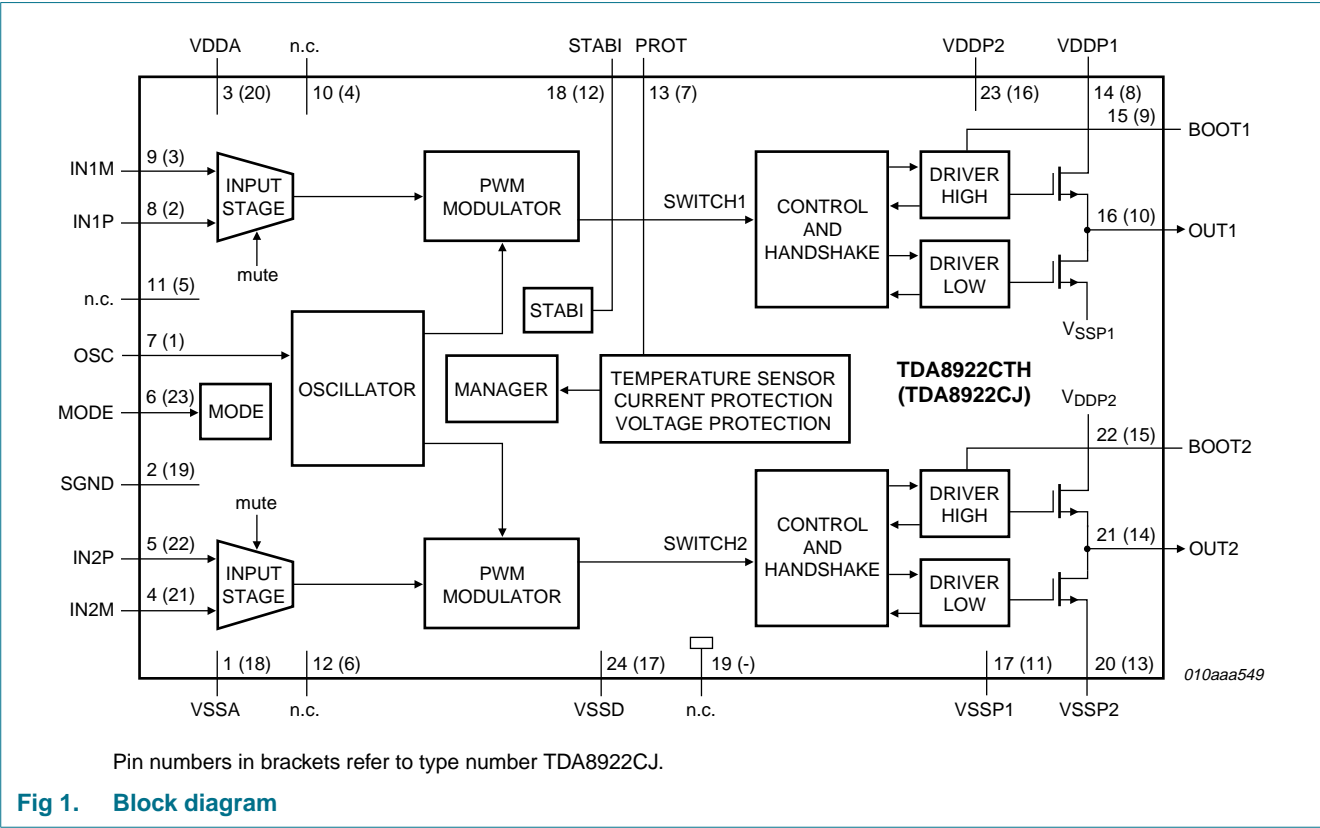 VDDA
n.c.
STABI PROT
VDDP2
VDDP1
3 (20)
10 (4)
18 (12)
13 (7)
23 (16)
14 (8)
15 (9)
BOOT1
IN1M
9 (3)
IN1P
8 (2)
INPUT
STAGE
mute
PWM
MODULATOR
SWITCH1
CONTROL
AND
HANDSHAKE
DRIVER
HIGH
DRIVER
LOW
16 (10)
OUT1
VSSP1
n.c.
11 (5)
STABI
OSC
7 (1)
OSCILLATOR
MANAGER
TEMPERATURE SENSOR
CURRENT PROTECTION
VOLTAGE PROTECTION
TDA8922CTH
(TDA8922CJ)
MODE
6 (23)
MODE
VDDP2
22 (15)
BOOT2
SGND
2 (19)
mute
IN2P
5 (22)
IN2M
4 (21)
INPUT
STAGE
PWM
MODULATOR
SWITCH2
CONTROL
AND
HANDSHAKE
DRIVER
HIGH
DRIVER
LOW
21 (14)
OUT2
1 (18)
12 (6)
24 (17)
19 (-)
17 (11)
20 (13)
010aaa549
VSSA
n.c.
VSSD
n.c.
VSSP1
VSSP2
Pin numbers in brackets refer to type number TDA8922CJ.
Fig 1. Block diagram